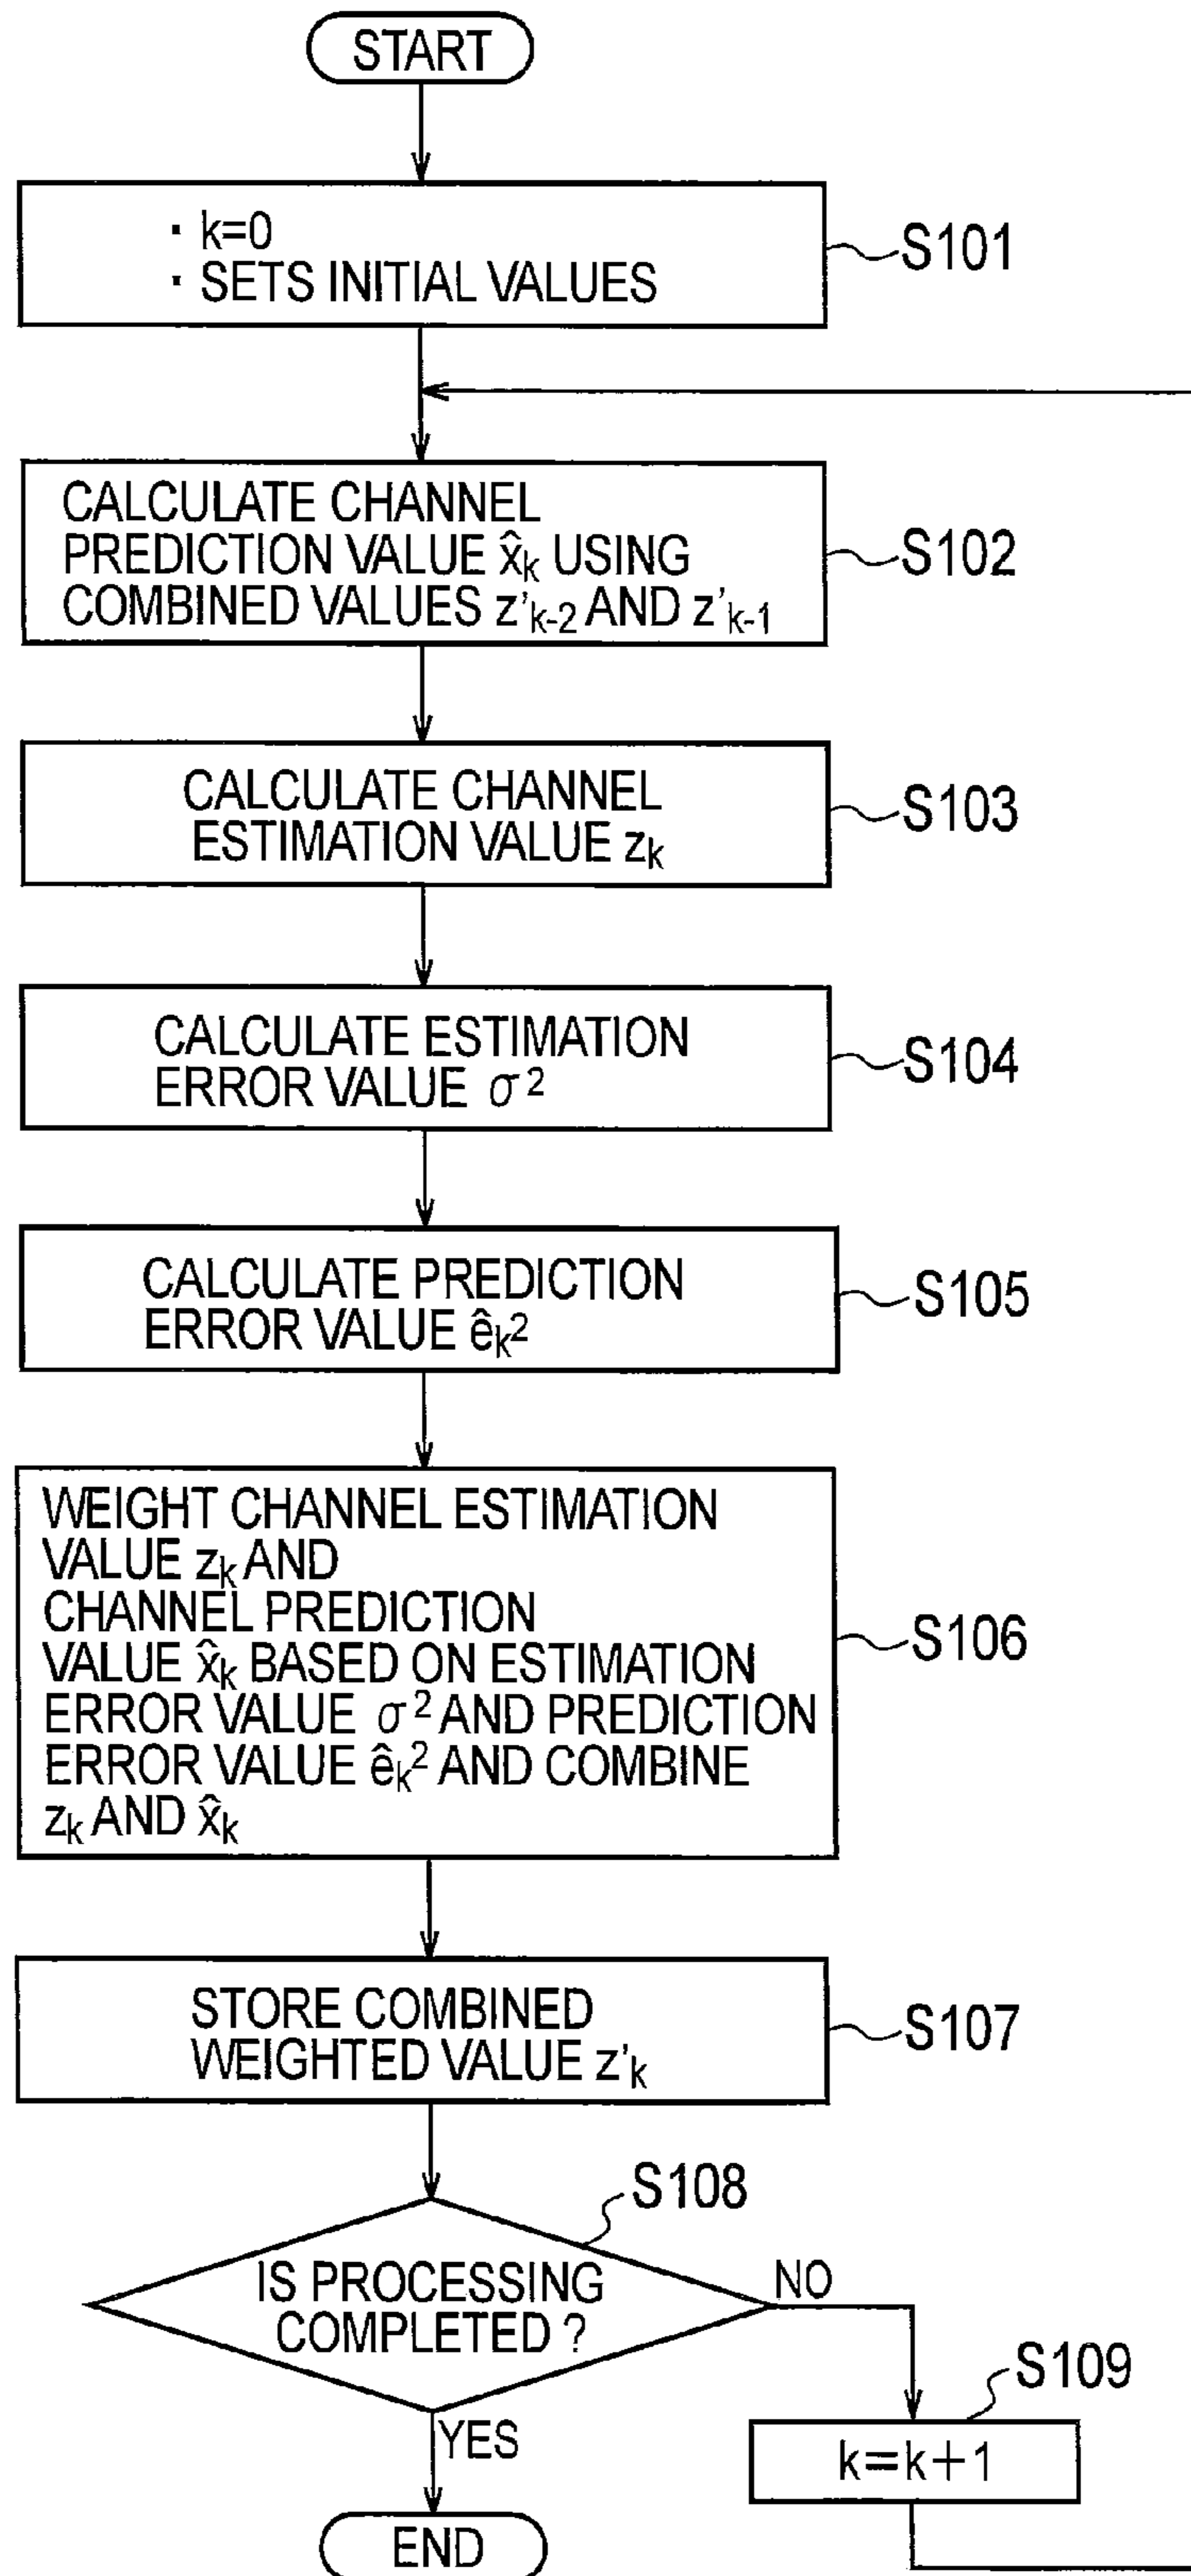 START
· k=0
· SETS INITIAL VALUES
S101
CALCULATE CHANNEL
PREDICTION VALUE x̂k USING
COMBINED VALUES z'k-2 AND z'k-1
S102
CALCULATE CHANNEL
ESTIMATION VALUE zk
S103
CALCULATE ESTIMATION
ERROR VALUE σ²
S104
CALCULATE PREDICTION
ERROR VALUE êk²
S105
WEIGHT CHANNEL ESTIMATION
VALUE zk AND
CHANNEL PREDICTION
VALUE x̂k BASED ON ESTIMATION
ERROR VALUE σ² AND PREDICTION
ERROR VALUE êk² AND COMBINE
zk AND x̂k
S106
STORE COMBINED
WEIGHTED VALUE z'k
S107
S108
IS PROCESSING
COMPLETED ?
NO
S109
k=k+1
YES
END